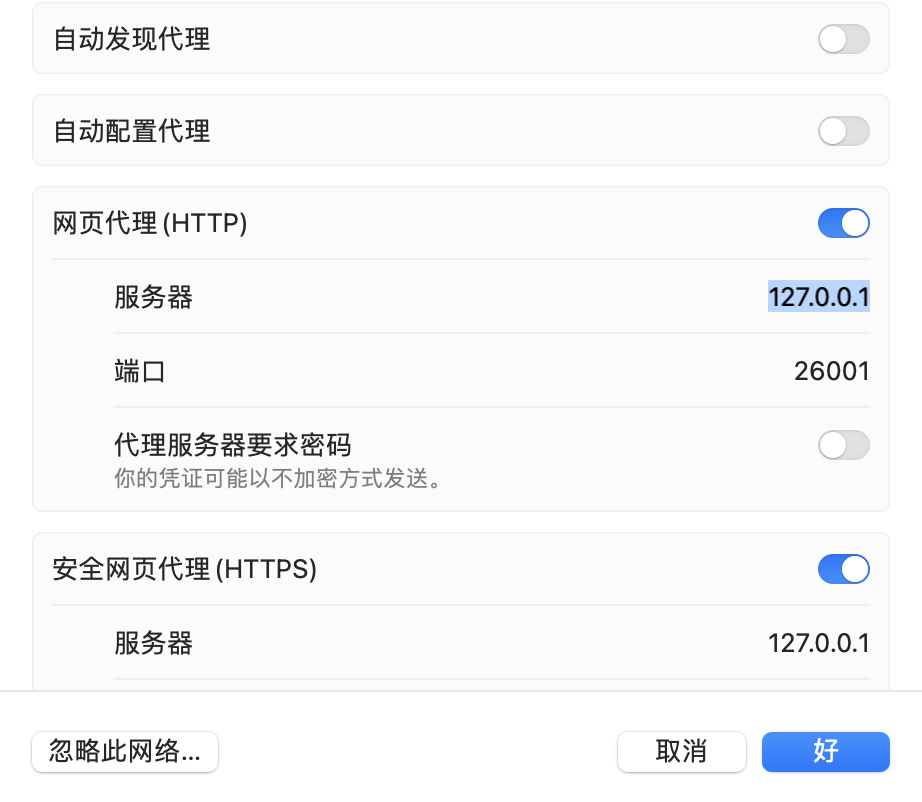 自动发现代理
自动配置代理
网页代理(HTTP)
服务器 127.0.0.1
端口 26001
代理服务器要求密码
你的凭证可能以不加密方式发送。
安全网页代理(HTTPS)
服务器 127.0.0.1
忽略此网络... 取消 好